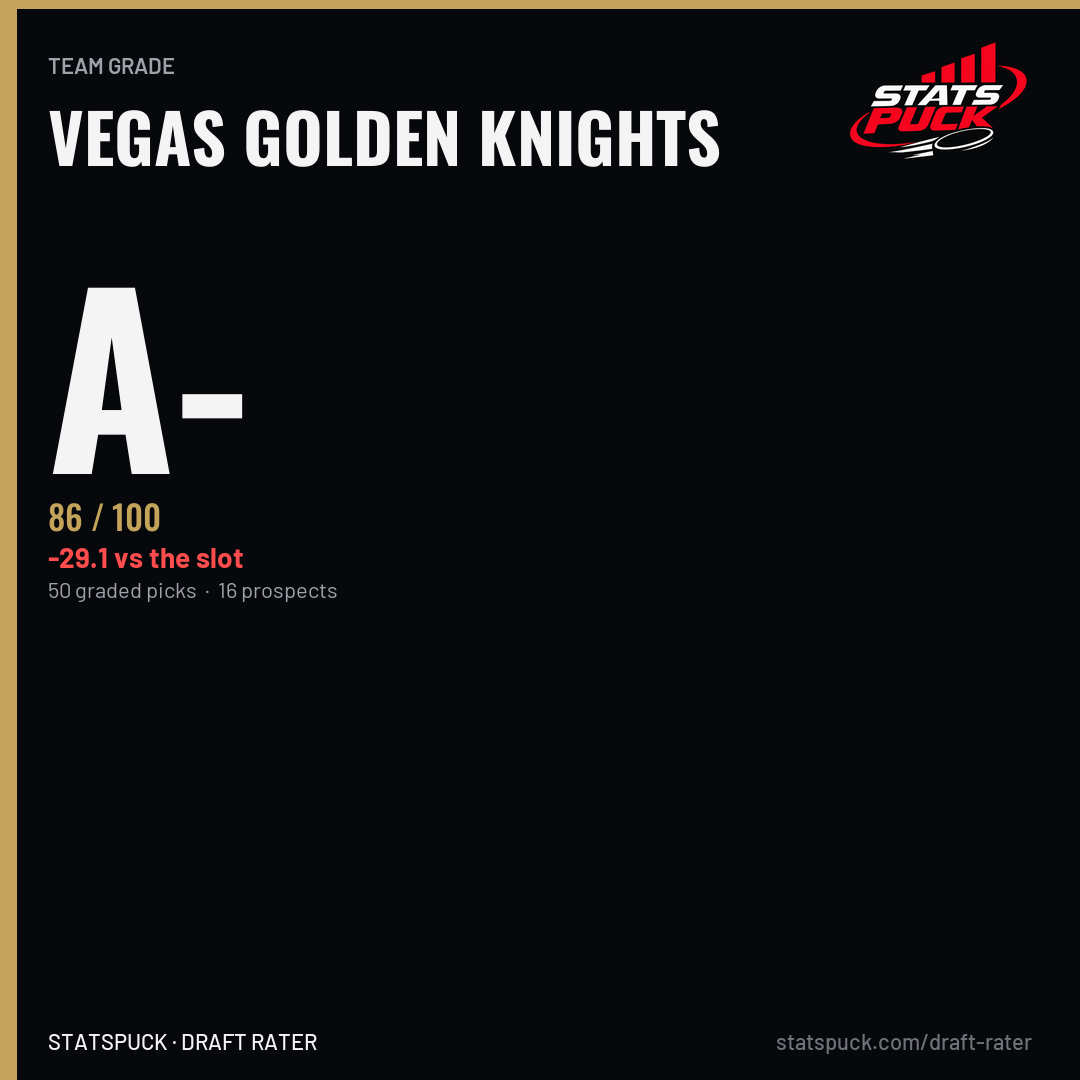 TEAM GRADE
VEGAS GOLDEN KNIGHTS
STATS
PUCK
A-
86 / 100
-29.1 vs the slot
50 graded picks · 16 prospects
STATSPUCK · DRAFT RATER
statspuck.com/draft-rater